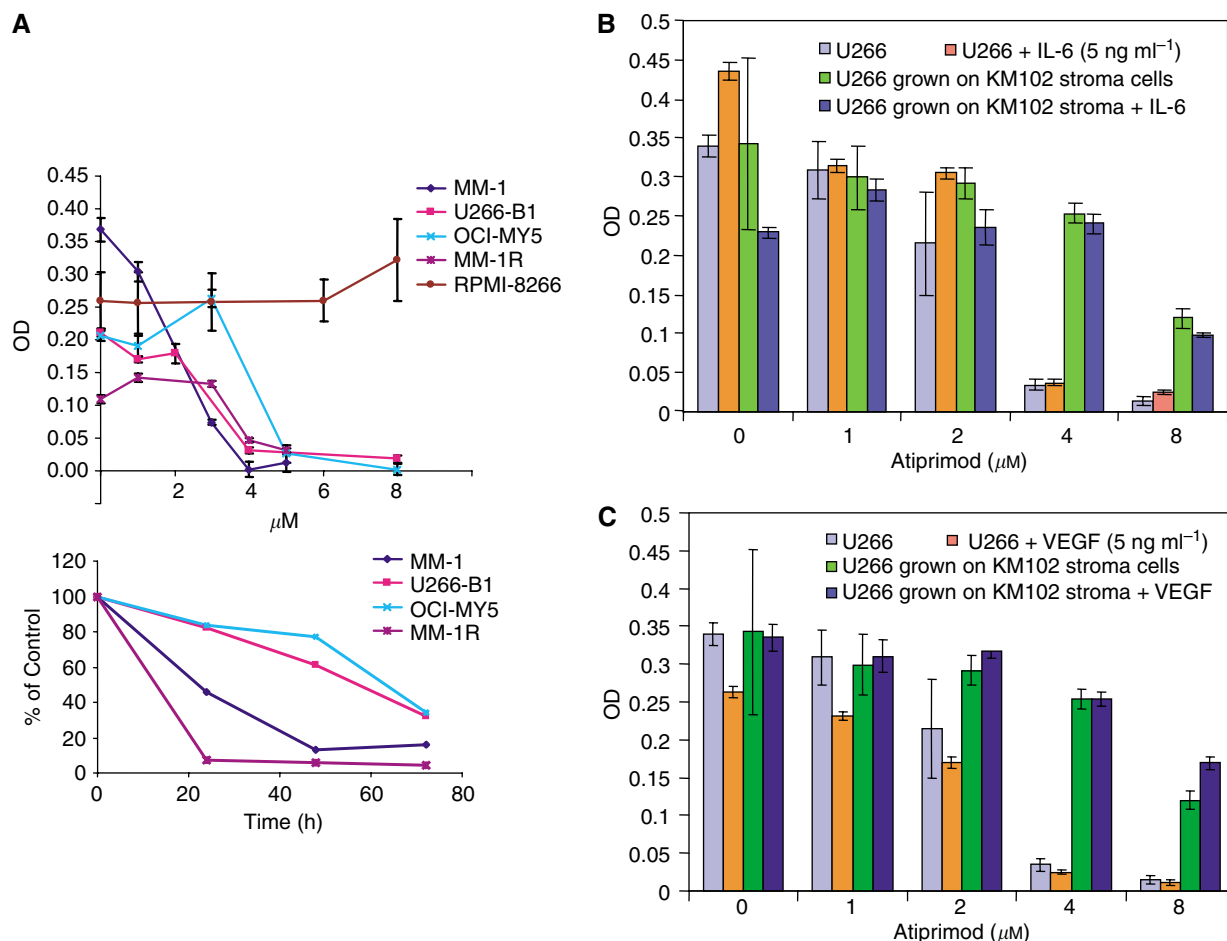 A
0.45
0.40
0.35
0.30
0.25
0.20
0.15
0.10
0.05
0.00
OD
2 4 6 8
μM
MM-1
U266-B1
OCI-MY5
MM-1R
RPMI-8266
120
100
80
60
40
20
0
% of Control
0 20 40 60 80
Time (h)
MM-1
U266-B1
OCI-MY5
MM-1R
B
0.5
0.45
0.4
0.35
0.3
0.25
0.2
0.15
0.1
0.05
0
OD
U266 U266 + IL-6 (5 ng ml⁻¹)
U266 grown on KM102 stroma cells
U266 grown on KM102 stroma + IL-6
0 1 2 4 8
Atiprimod (μM)
C
0.5
0.45
0.4
0.35
0.3
0.25
0.2
0.15
0.1
0.05
0
OD
U266 U266 + VEGF (5 ng ml⁻¹)
U266 grown on KM102 stroma cells
U266 grown on KM102 stroma + VEGF
0 1 2 4 8
Atiprimod (μM)